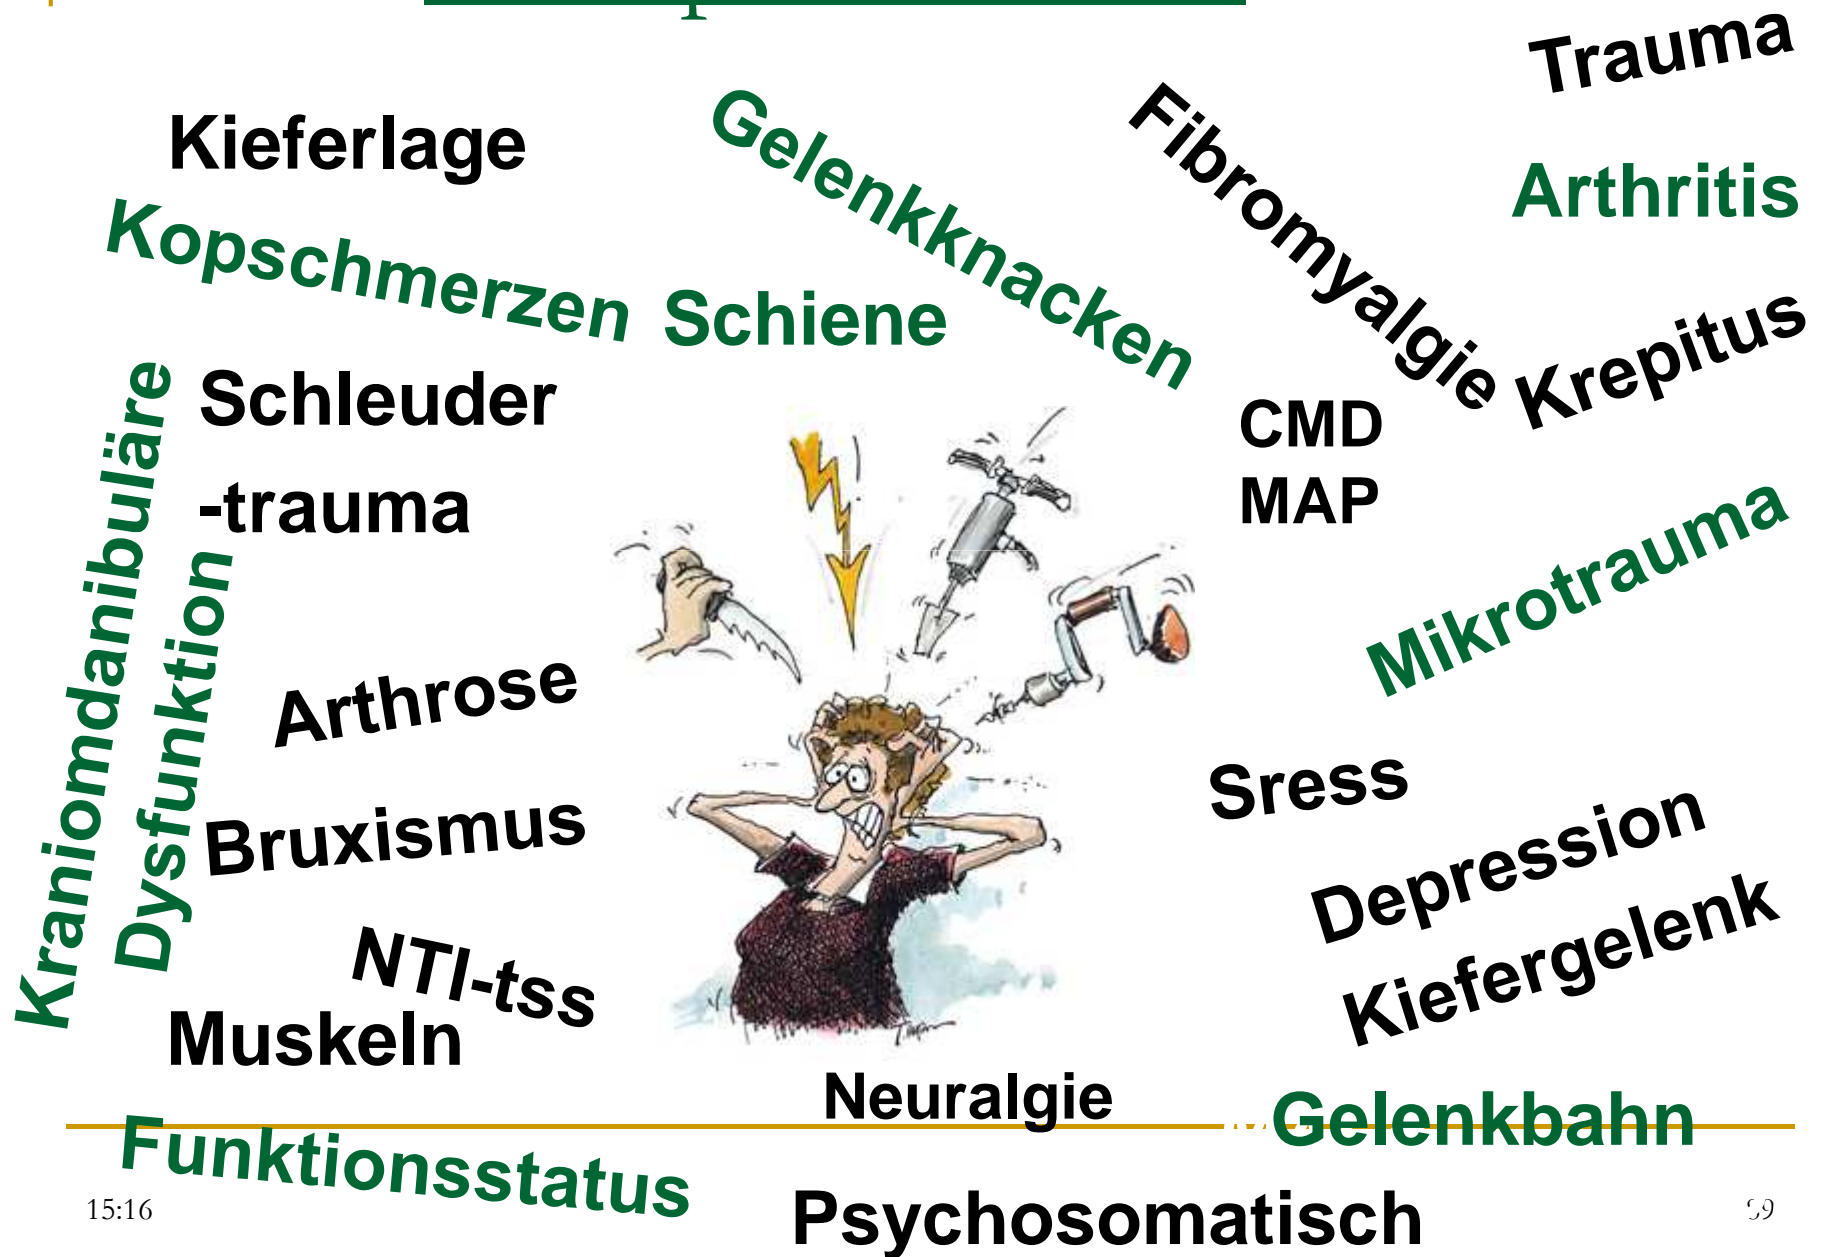 Trauma
Kieferlage
Gelenkknacken
Fibromyalgie
Arthritis
Kopschmerzen
Schiene
Krepitus
Schleuder
-trauma
CMD
MAP
Kraniomdanibuläre
Dysfunktion
Mikrotrauma
Arthrose
Sress
Bruxismus
Depression
NTI-tss
Kiefergelenk
Muskeln
Neuralgie
Gelenkbahn
Funktionsstatus
15:16
Psychosomatisch